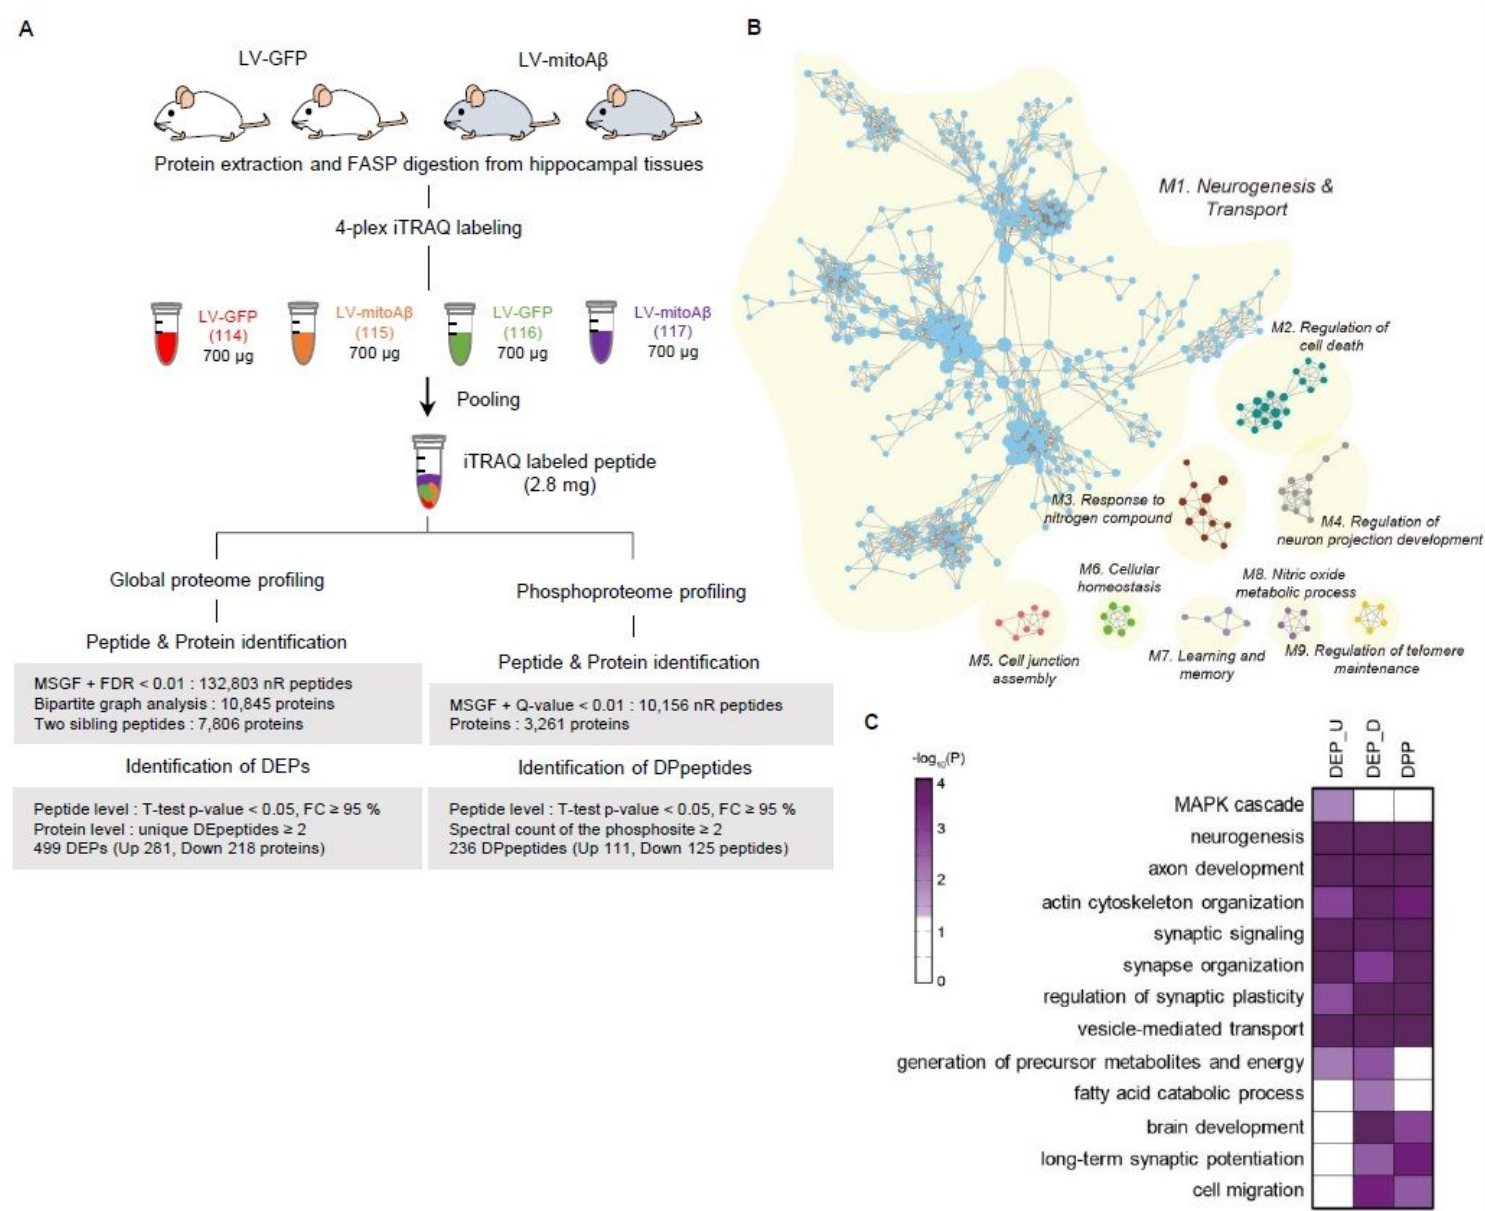 A
LV-GFP
LV-mitoAβ
Protein extraction and FASP digestion from hippocampal tissues
4-plex iTRAQ labeling
LV-GFP
(114)
700 µg
LV-mitoAβ
(115)
700 µg
LV-GFP
(116)
700 µg
LV-mitoAβ
(117)
700 µg
Pooling
iTRAQ labeled peptide
(2.8 mg)
Global proteome profiling
Peptide & Protein identification
MSGF + FDR < 0.01 : 132,803 nR peptides
Bipartite graph analysis : 10,845 proteins
Two sibling peptides : 7,806 proteins
Identification of DEPs
Peptide level : T-test p-value < 0.05, FC ≥ 95 %
Protein level : unique DEpeptides ≥ 2
499 DEPs (Up 281, Down 218 proteins)
Phosphoproteome profiling
Peptide & Protein identification
MSGF + Q-value < 0.01 : 10,156 nR peptides
Proteins : 3,261 proteins
Identification of DPpeptides
Peptide level : T-test p-value < 0.05, FC ≥ 95 %
Spectral count of the phosphosite ≥ 2
236 DPpeptides (Up 111, Down 125 peptides)
B
M1. Neurogenesis &
Transport
M2. Regulation of
cell death
M3. Response to
nitrogen compound
M4. Regulation of
neuron projection development
M6. Cellular
homeostasis
M8. Nitric oxide
metabolic process
M5. Cell junction
assembly
M7. Learning and
memory
M9. Regulation of telomere
maintenance
C
-log10(P)
4
3
2
1
0
DEP_U
DEP_D
DPP
MAPK cascade
neurogenesis
axon development
actin cytoskeleton organization
synaptic signaling
synapse organization
regulation of synaptic plasticity
vesicle-mediated transport
generation of precursor metabolites and energy
fatty acid catabolic process
brain development
long-term synaptic potentiation
cell migration